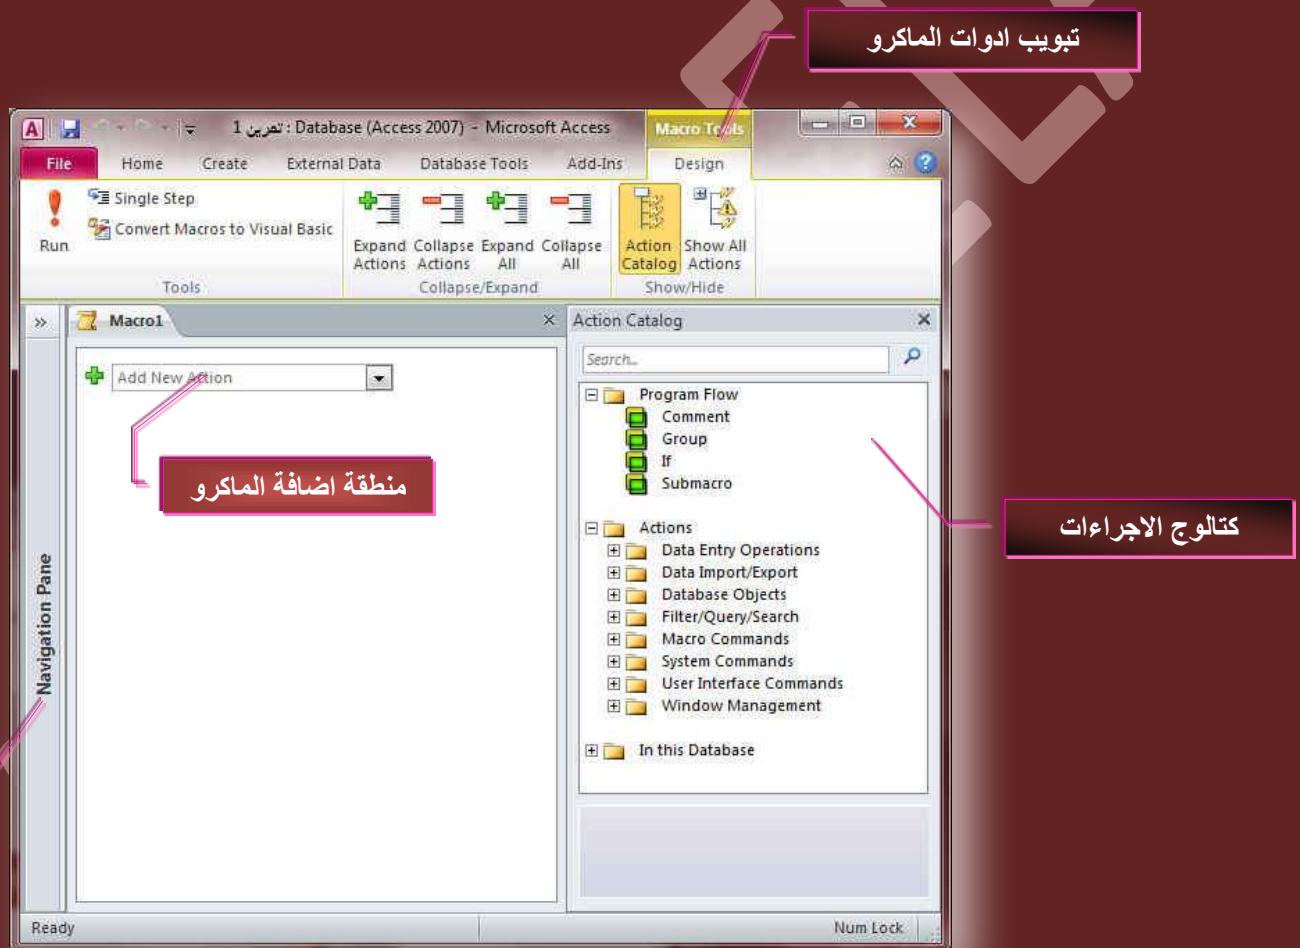 تبويب ادوات الماكرو
تمرين 1 : Database (Access 2007) - Microsoft Access
Macro Tools
File Home Create External Data Database Tools Add-Ins Design
Run
Single Step
Convert Macros to Visual Basic
Expand Actions
Collapse Actions
Expand All
Collapse All
Action Catalog
Show All Actions
Tools Collapse/Expand Show/Hide
Macro1
Action Catalog
Search...
Add New Action
منطقة اضافة الماكرو
Program Flow
Comment
Group
If
Submacro
كتالوج الاجراءات
Actions
Data Entry Operations
Data Import/Export
Database Objects
Filter/Query/Search
Macro Commands
System Commands
User Interface Commands
Window Management
In this Database
Navigation Pane
Ready Num Lock